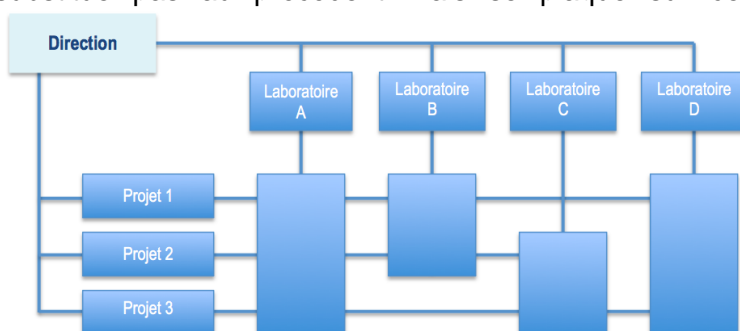 Direction
Laboratoire
A
Laboratoire
B
Laboratoire
C
Laboratoire
D
Projet 1
Projet 2
Projet 3